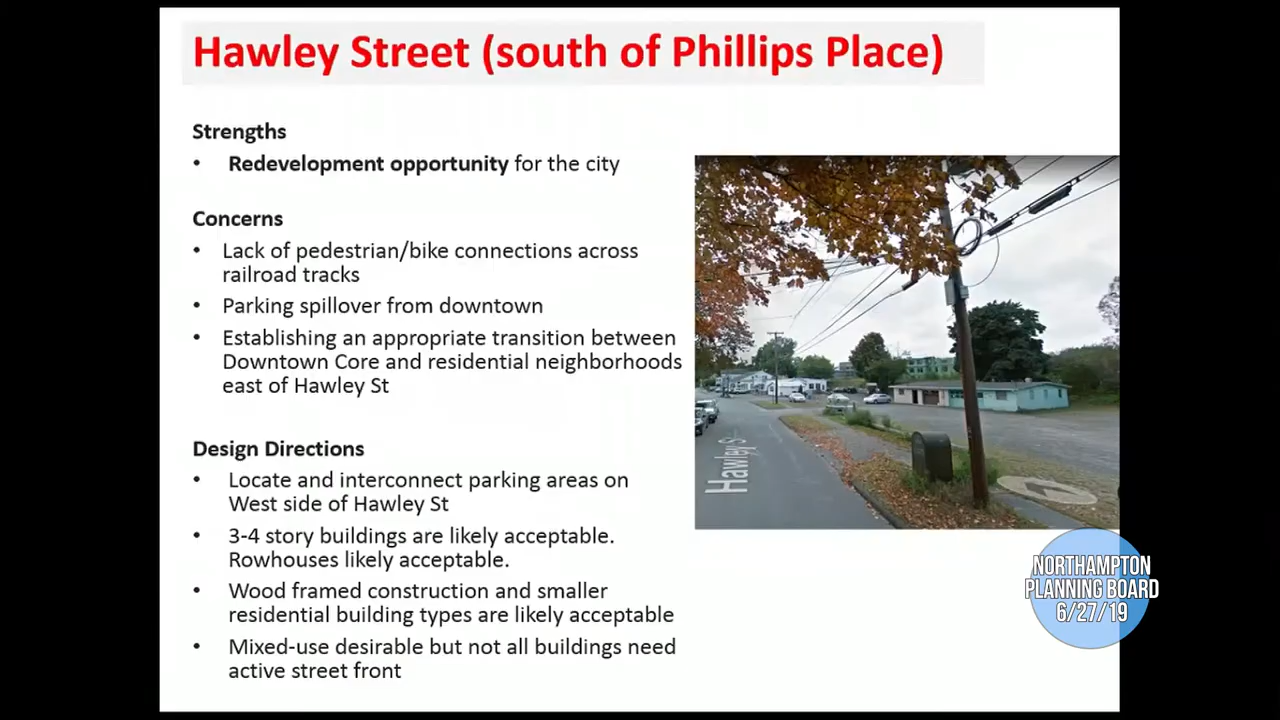 Hawley Street (south of Phillips Place)
Strengths
• Redevelopment opportunity for the city
Concerns
• Lack of pedestrian/bike connections across
railroad tracks
• Parking spillover from downtown
• Establishing an appropriate transition between
Downtown Core and residential neighborhoods
east of Hawley St
Design Directions
• Locate and interconnect parking areas on
West side of Hawley St
• 3-4 story buildings are likely acceptable.
Rowhouses likely acceptable.
• Wood framed construction and smaller
residential building types are likely acceptable
• Mixed-use desirable but not all buildings need
active street front
Hawley S
NORTHAMPTON
PLANNING BOARD
6/27/19